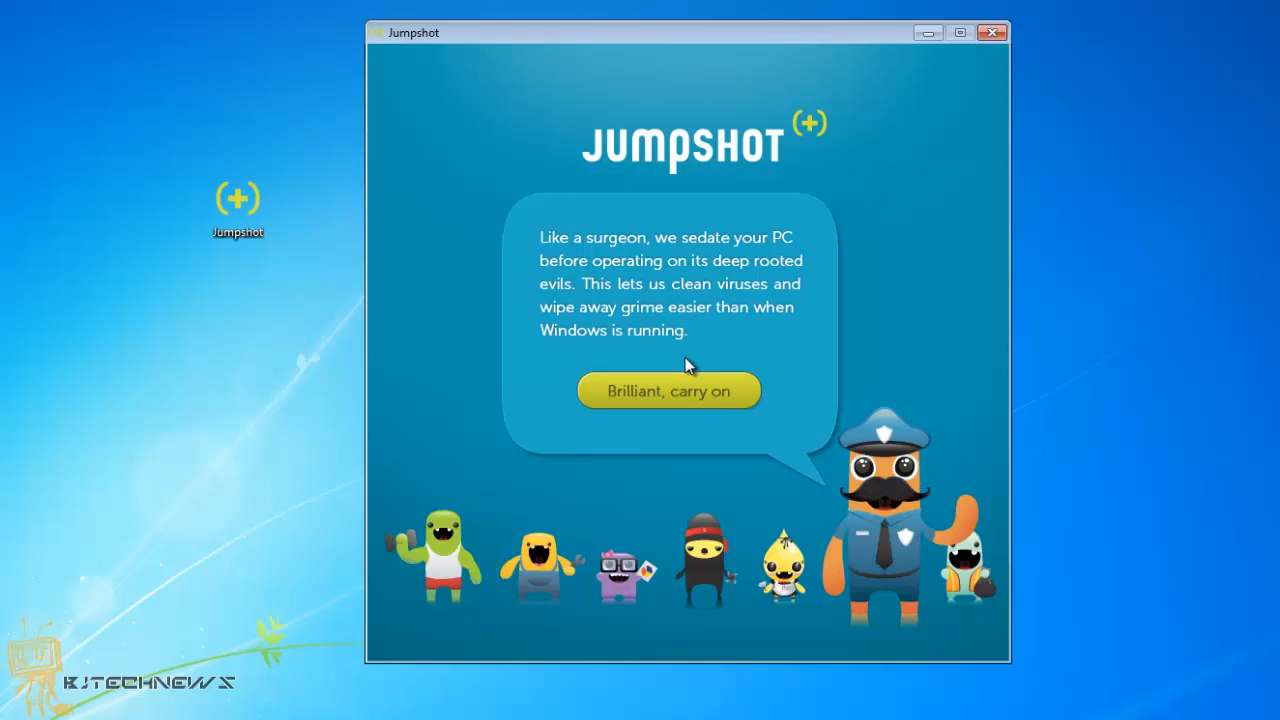 Jumpshot
JUMPSHOT (+)
Jumpshot
Like a surgeon, we sedate your PC
before operating on its deep rooted
evils. This lets us clean viruses and
wipe away grime easier than when
Windows is running.
Brilliant, carry on
BJTECHNEWS